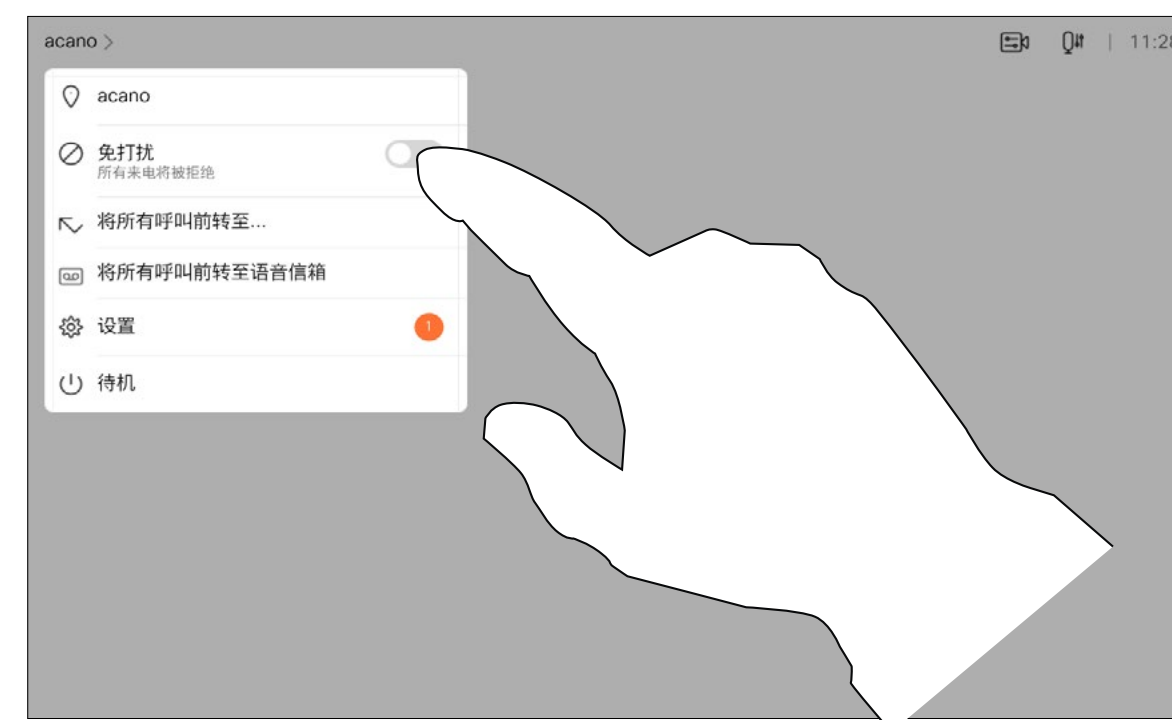 acano >
11:28
acano
免打扰
所有来电将被拒绝
将所有呼叫前转至...
将所有呼叫前转至语音信箱
设置
1
待机